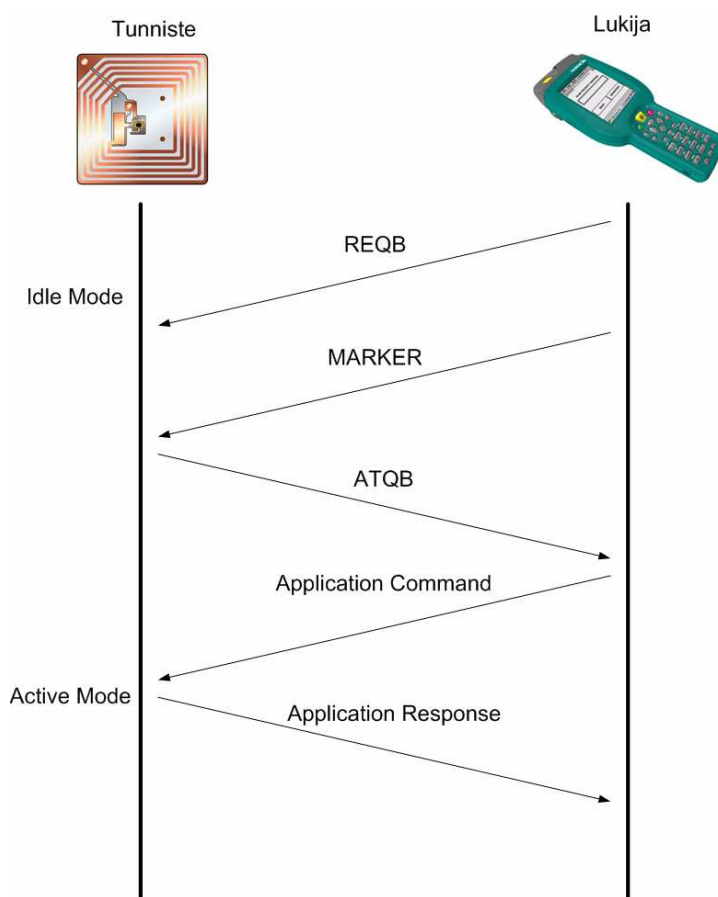 Tunniste
Lukija
REQB
Idle Mode
MARKER
ATQB
Application Command
Active Mode
Application Response